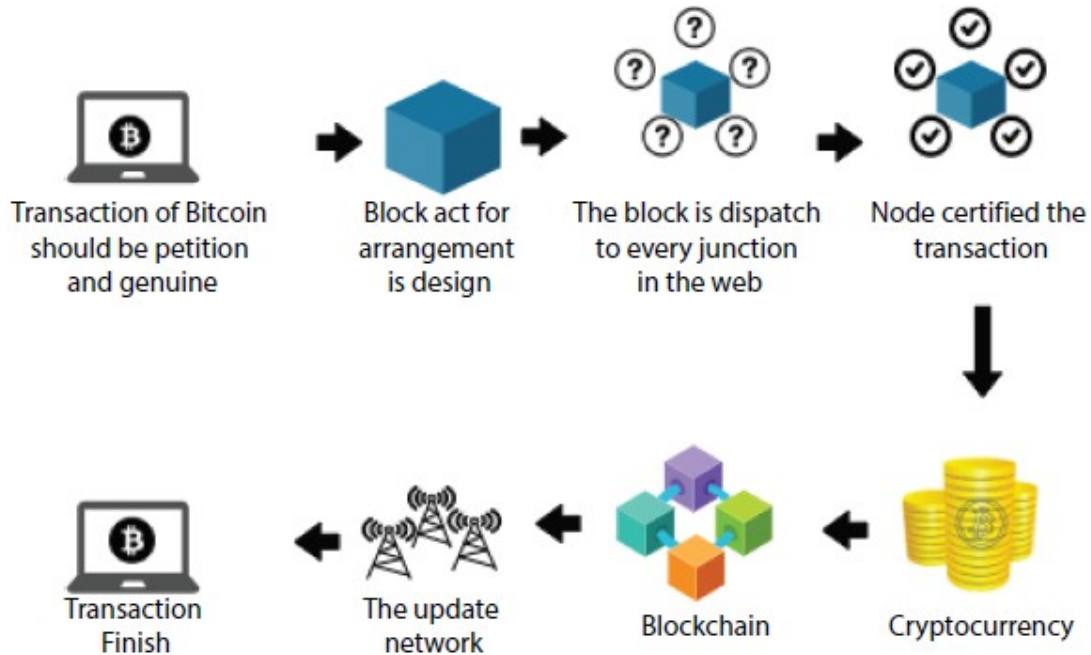 Transaction of Bitcoin
should be petition
and genuine
Block act for
arrangement
is design
The block is dispatch
to every junction
in the web
Node certified the
transaction
Transaction
Finish
The update
network
Blockchain
Cryptocurrency